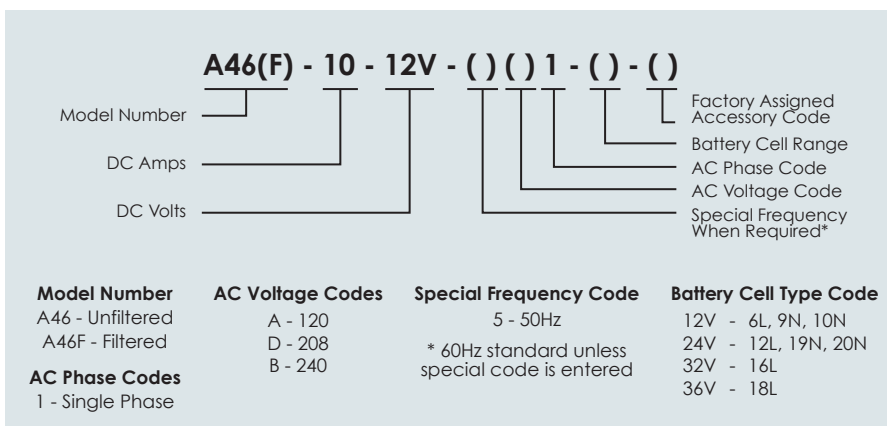 A46(F) - 10 - 12V - ( ) ( ) 1 - ( ) - ( )
Model Number
DC Amps
DC Volts
Factory Assigned
Accessory Code
Battery Cell Range
AC Phase Code
AC Voltage Code
Special Frequency
When Required*
Model Number
A46 - Unfiltered
A46F - Filtered
AC Phase Codes
1 - Single Phase
AC Voltage Codes
A - 120
D - 208
B - 240
Special Frequency Code
5 - 50Hz
* 60Hz standard unless
special code is entered
Battery Cell Type Code
12V - 6L, 9N, 10N
24V - 12L, 19N, 20N
32V - 16L
36V - 18L